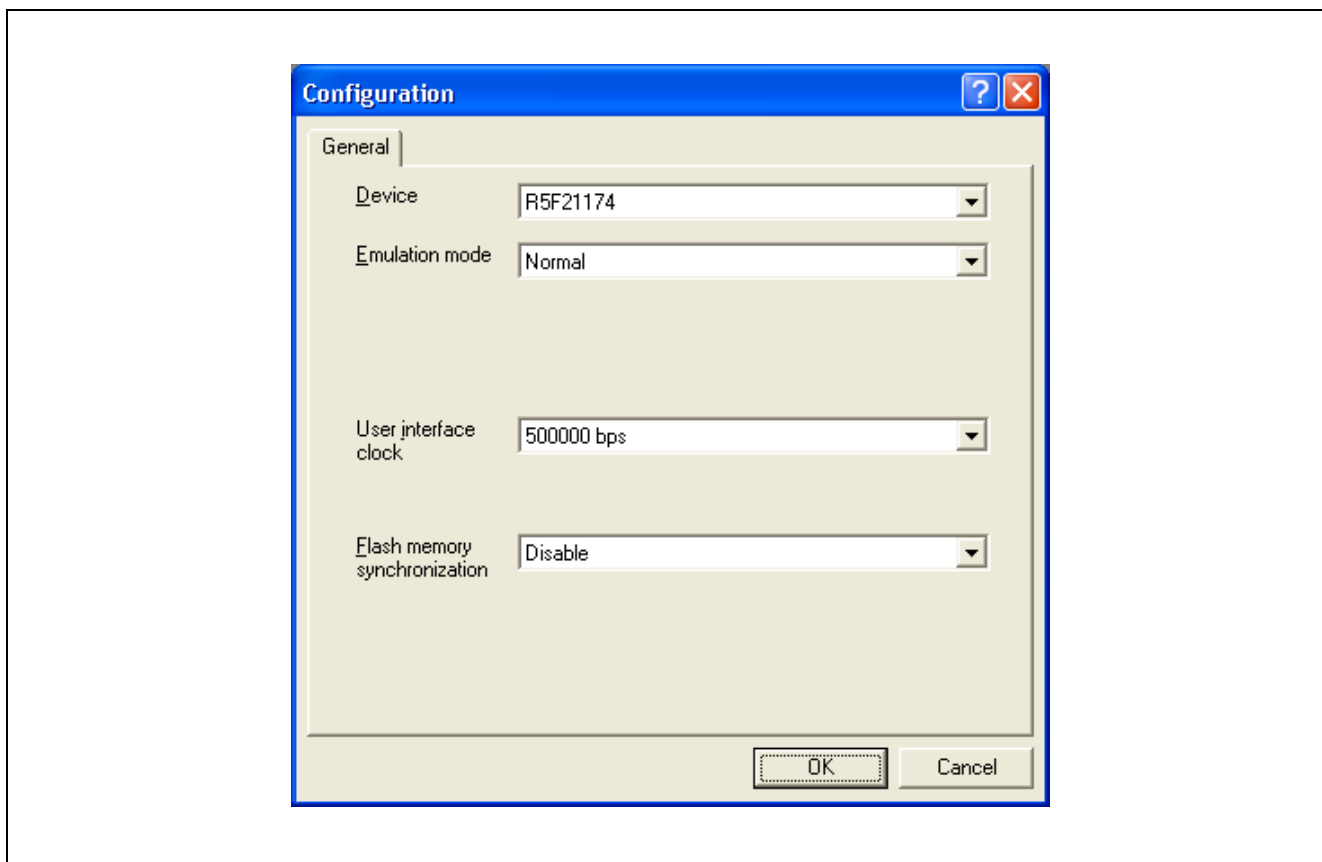 Configuration
General
Device
R5F21174
Emulation mode
Normal
User interface
clock
500000 bps
Flash memory
synchronization
Disable
OK
Cancel